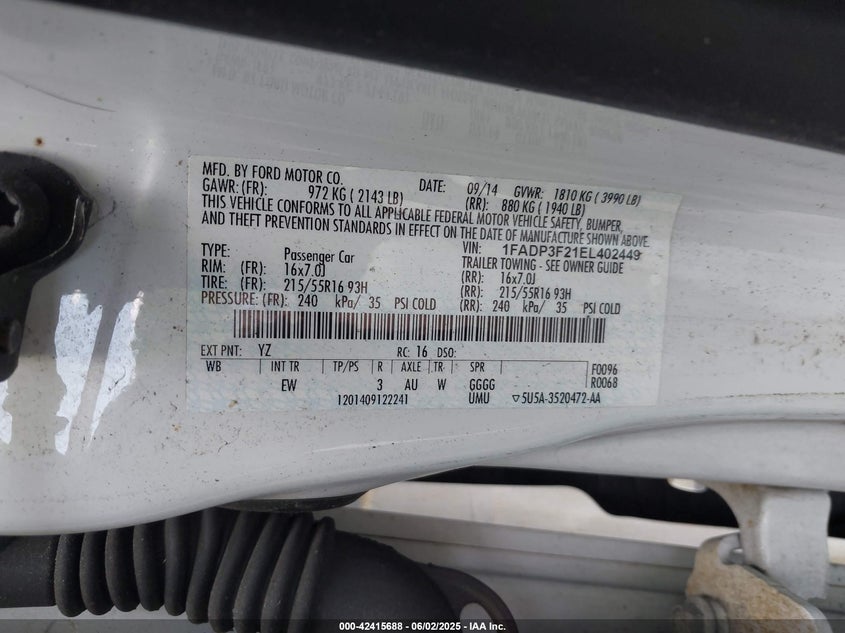 MFD. BY FORD MOTOR CO. DATE: 09/14 GVWR: 1810 KG ( 3990 LB)
GAWR: (FR): 972 KG ( 2143 LB) (RR): 880 KG ( 1940 LB)
THIS VEHICLE CONFORMS TO ALL APPLICABLE FEDERAL MOTOR VEHICLE SAFETY, BUMPER,
AND THEFT PREVENTION STANDARDS IN EFFECT ON THE DATE OF MANUFACTURE SHOWN ABOVE.
VIN: 1FADP3F21EL402449
TYPE: Passenger Car TRAILER TOWING - SEE OWNER GUIDE
RIM: (FR): 16x7.0J (RR): 16x7.0J
TIRE: (FR): 215/55R16 93H (RR): 215/55R16 93H
PRESSURE: (FR): 240 kPa/ 35 PSI COLD (RR): 240 kPa/ 35 PSI COLD
EXT PNT: YZ RC: 16 DSO:
WB INT TR TP/PS R AXLE TR SPR F0096
EW 3 AU W GGGG R0068
1201409122241 UMU ▽5U5A-3520472-AA
000-42415688 | 06/02/2025 - IAA Inc.